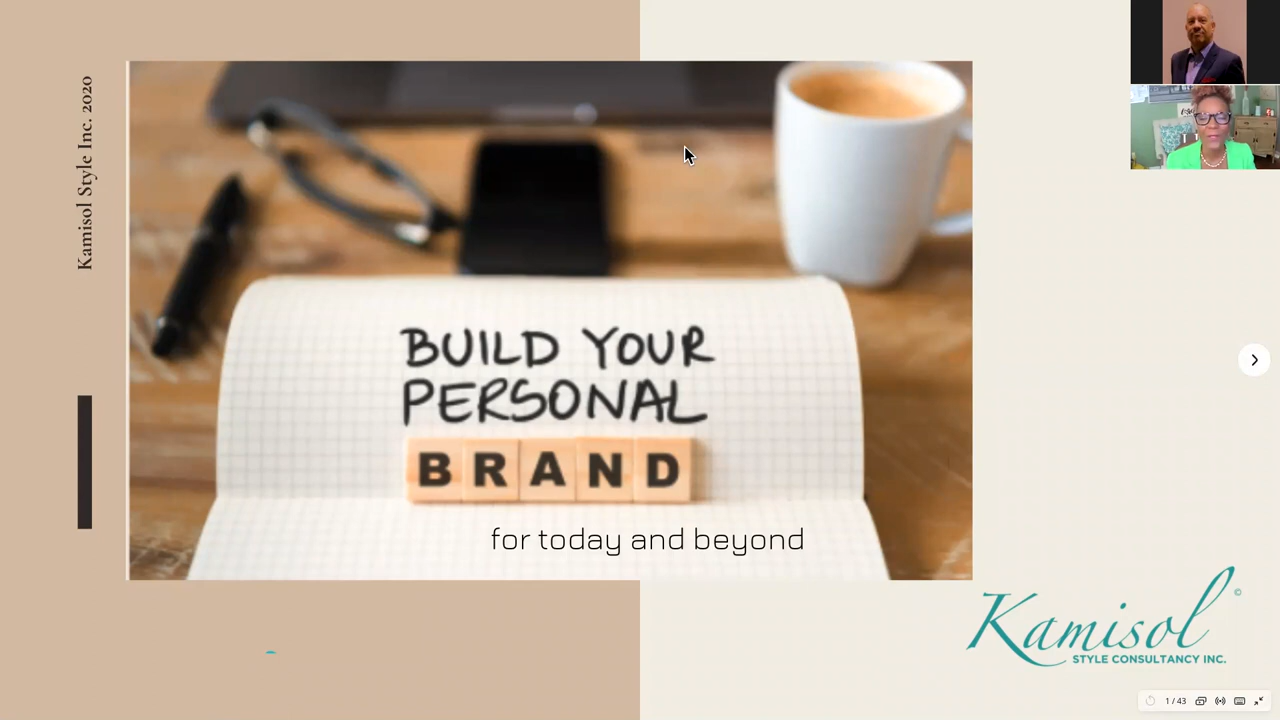 Kamisol Style Inc. 2020
BUILD YOUR
PERSONAL
BRAND
for today and beyond
Kamisol ©
STYLE CONSULTANCY INC.
1 / 43